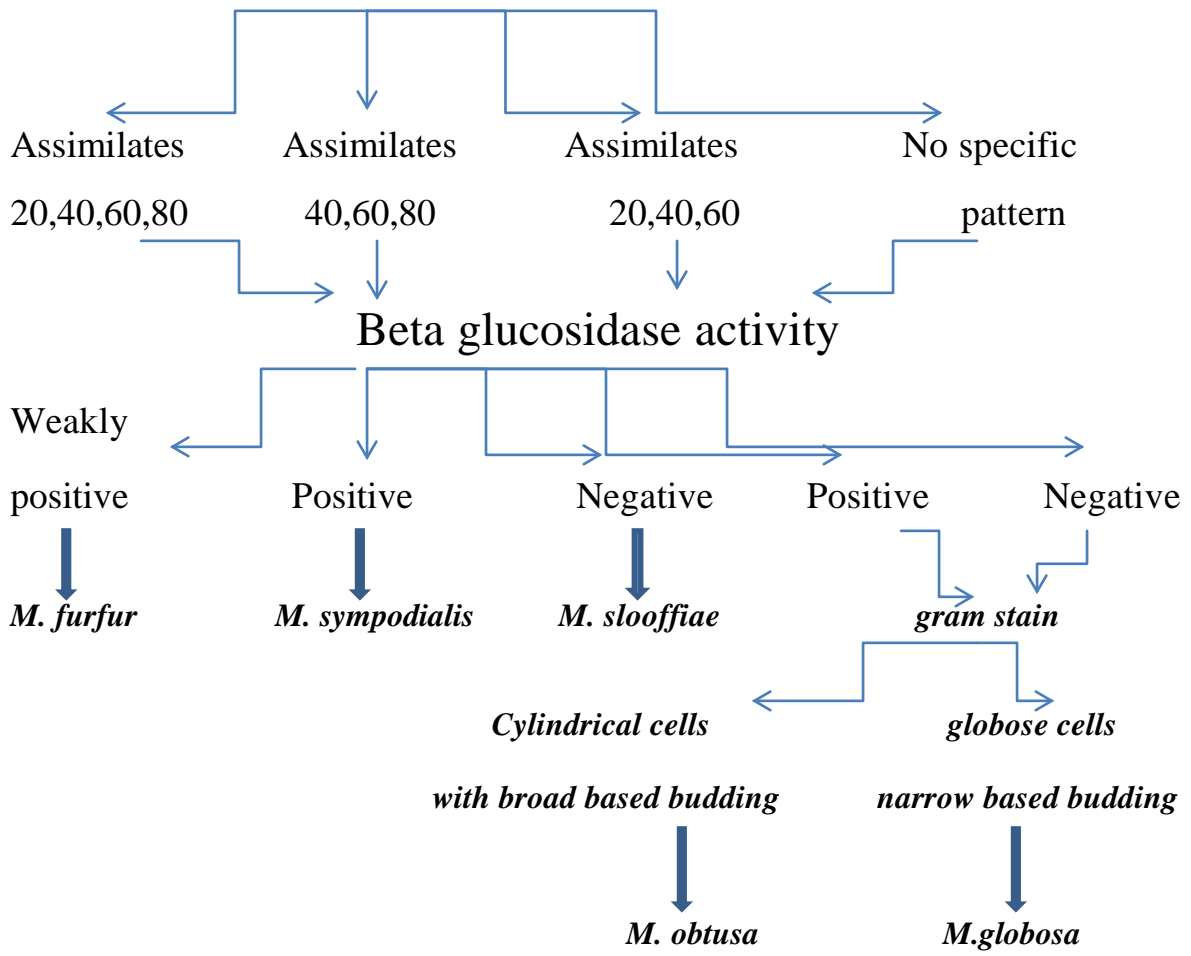 Assimilates Assimilates Assimilates No specific
20,40,60,80 40,60,80 20,40,60 pattern
Beta glucosidase activity
Weakly
positive Positive Negative Positive Negative
M. furfur M. sympodialis M. slooffiae gram stain
Cylindrical cells globose cells
with broad based budding narrow based budding
M. obtusa M.globosa